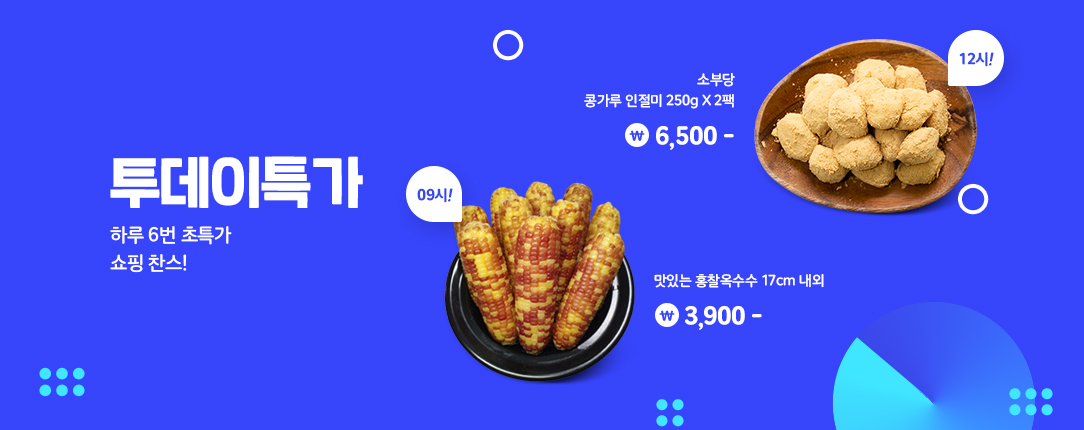 투데이특가
하루 6번 초특가
쇼핑 찬스!
09시!
맛있는 홍찰옥수수 17cm 내외
₩ 3,900 -
12시!
소부당
콩가루 인절미 250g X 2팩
₩ 6,500 -